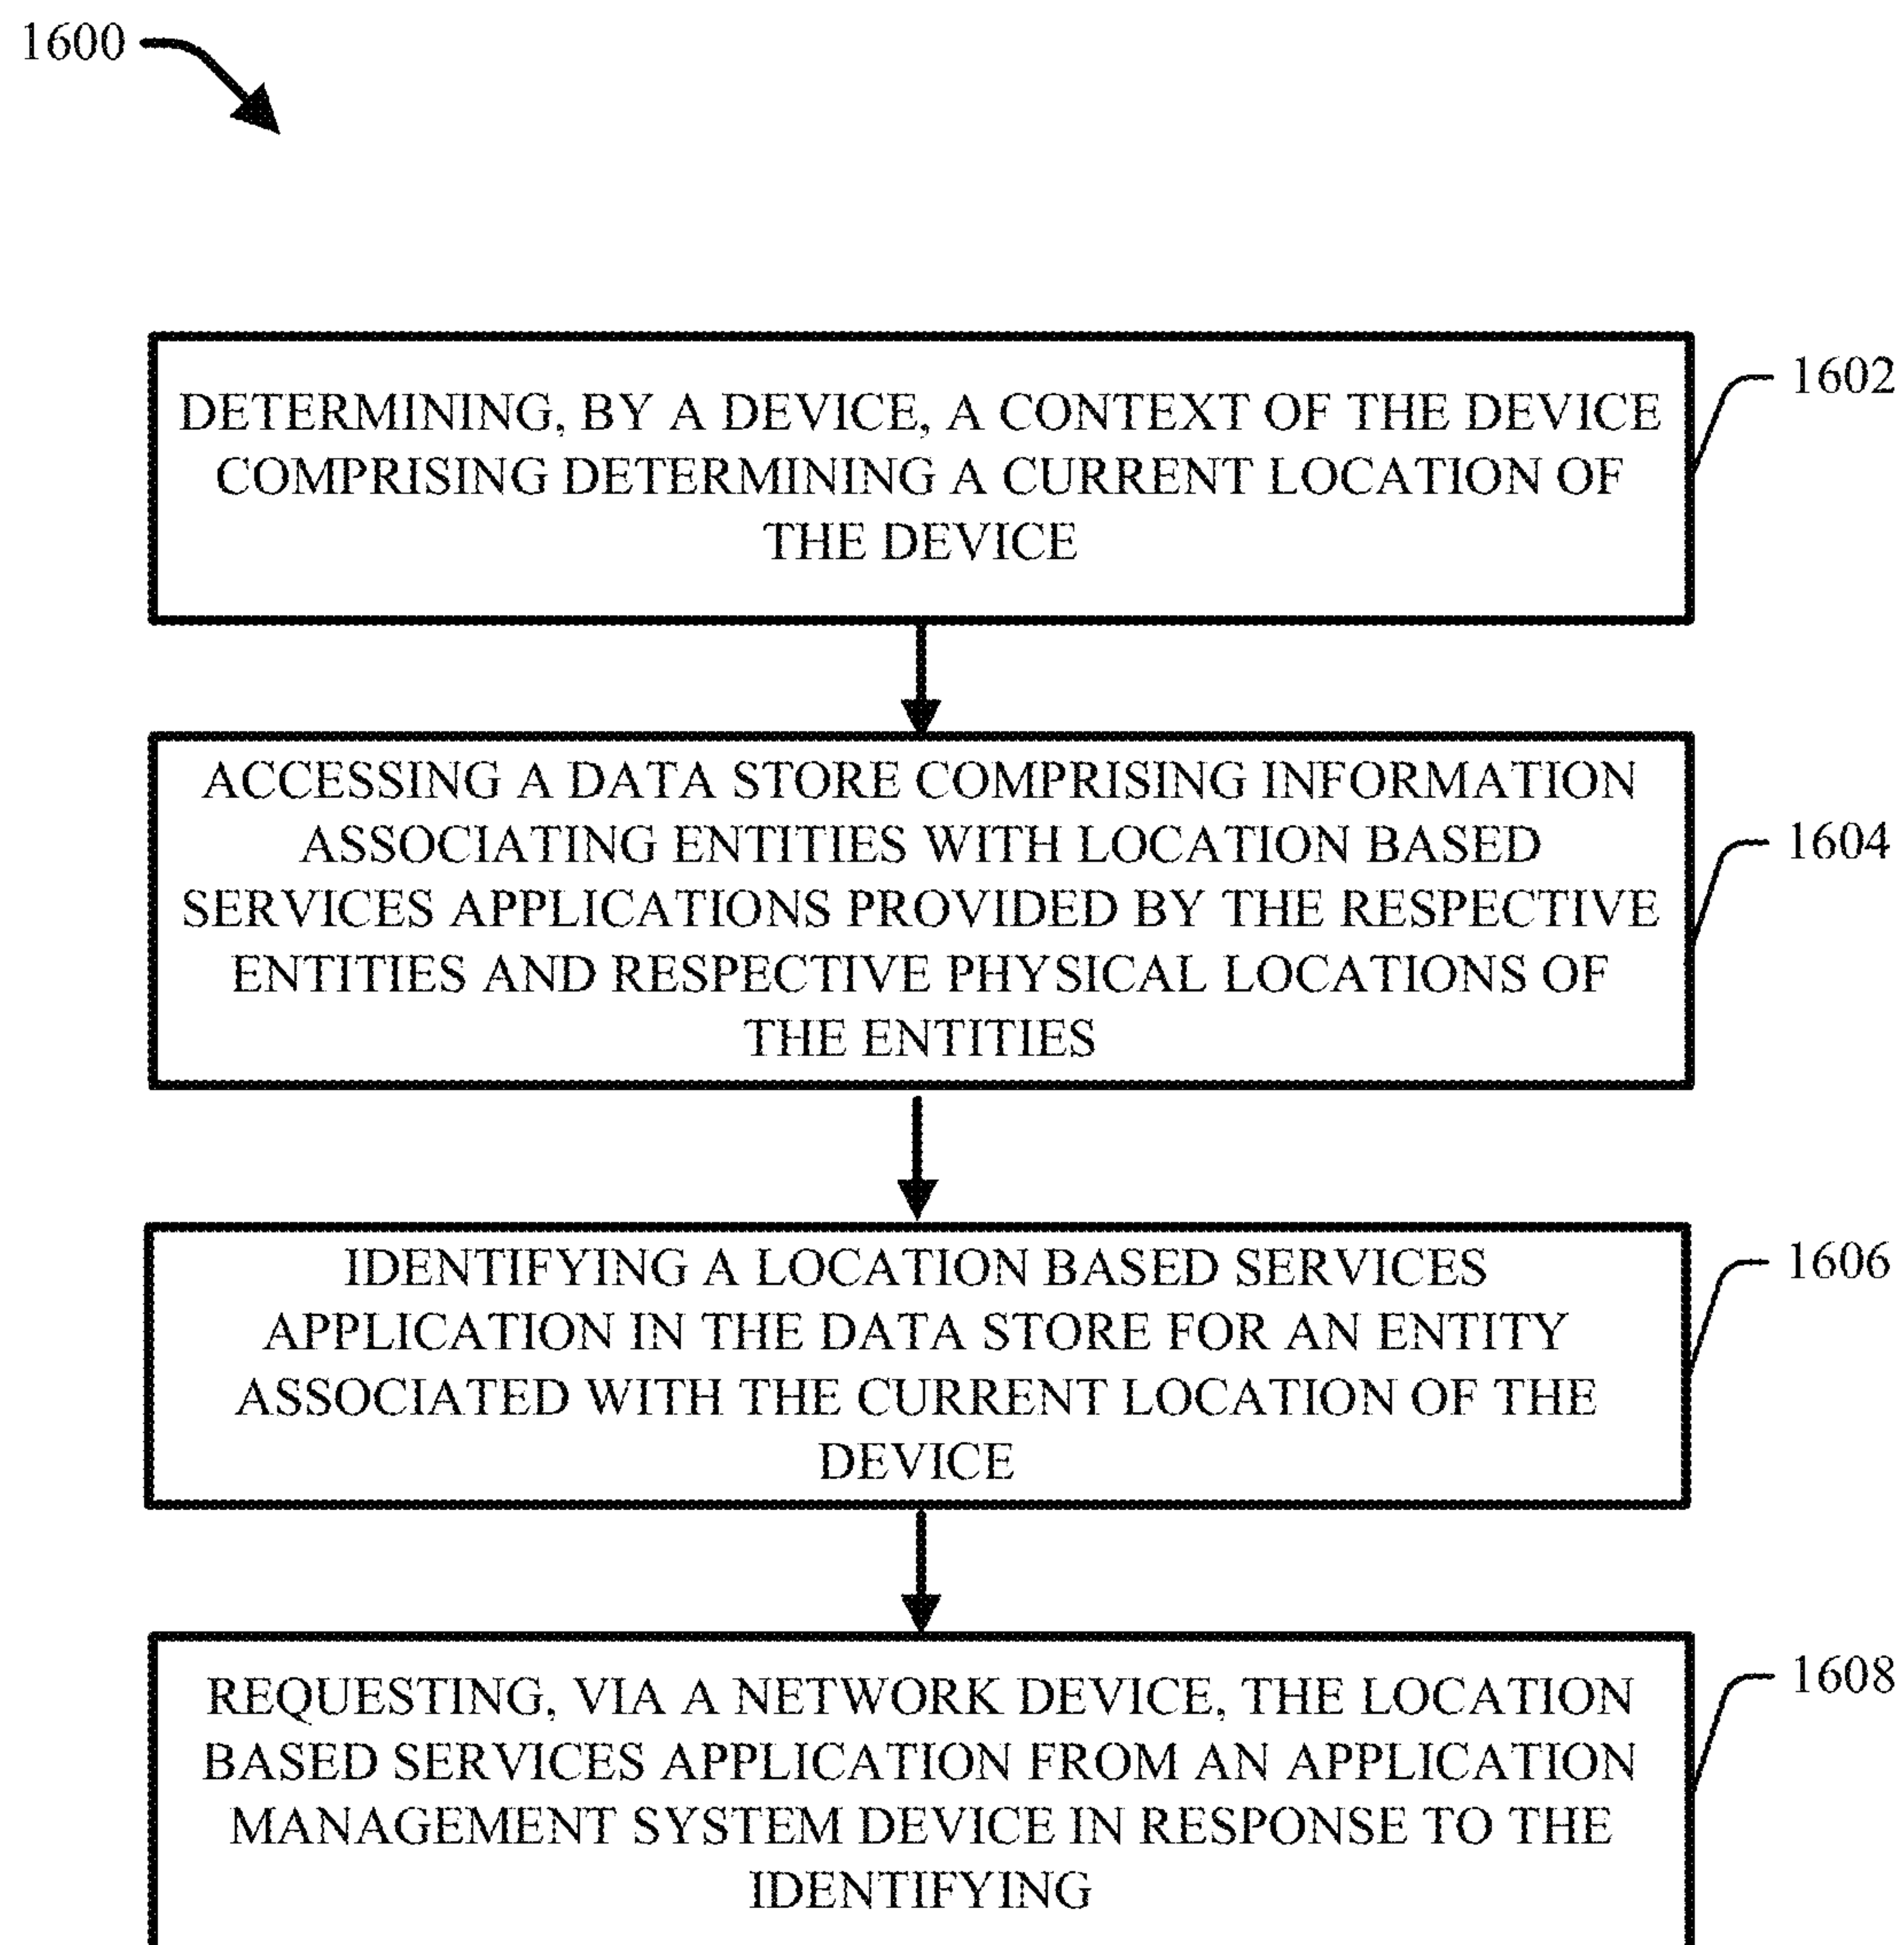 1600
DETERMINING, BY A DEVICE, A CONTEXT OF THE DEVICE
COMPRISING DETERMINING A CURRENT LOCATION OF
THE DEVICE
1602
ACCESSING A DATA STORE COMPRISING INFORMATION
ASSOCIATING ENTITIES WITH LOCATION BASED
SERVICES APPLICATIONS PROVIDED BY THE RESPECTIVE
ENTITIES AND RESPECTIVE PHYSICAL LOCATIONS OF
THE ENTITIES
1604
IDENTIFYING A LOCATION BASED SERVICES
APPLICATION IN THE DATA STORE FOR AN ENTITY
ASSOCIATED WITH THE CURRENT LOCATION OF THE
DEVICE
1606
REQUESTING, VIA A NETWORK DEVICE, THE LOCATION
BASED SERVICES APPLICATION FROM AN APPLICATION
MANAGEMENT SYSTEM DEVICE IN RESPONSE TO THE
IDENTIFYING
1608